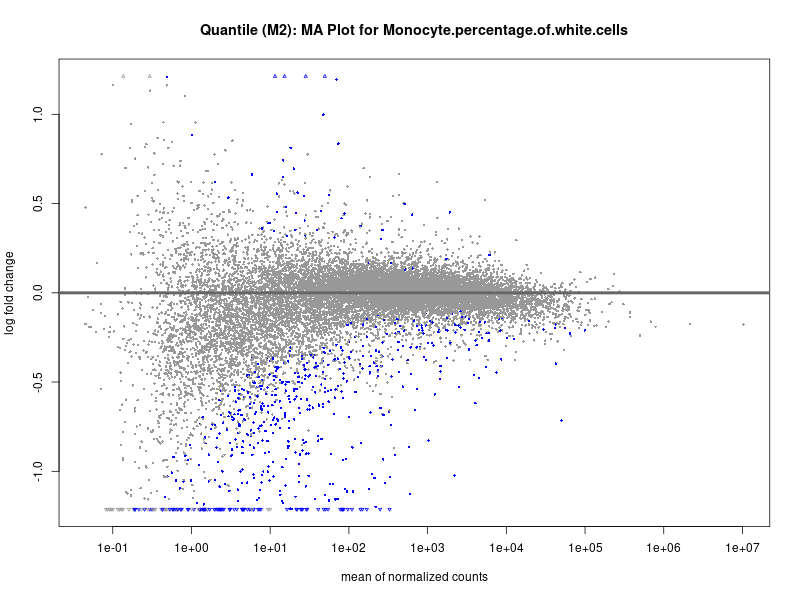 Quantile (M2): MA Plot for Monocyte.percentage.of.white.cells
log fold change
1.0
0.5
0.0
-0.5
-1.0
1e-01 1e+00 1e+01 1e+02 1e+03 1e+04 1e+05 1e+06 1e+07
mean of normalized counts